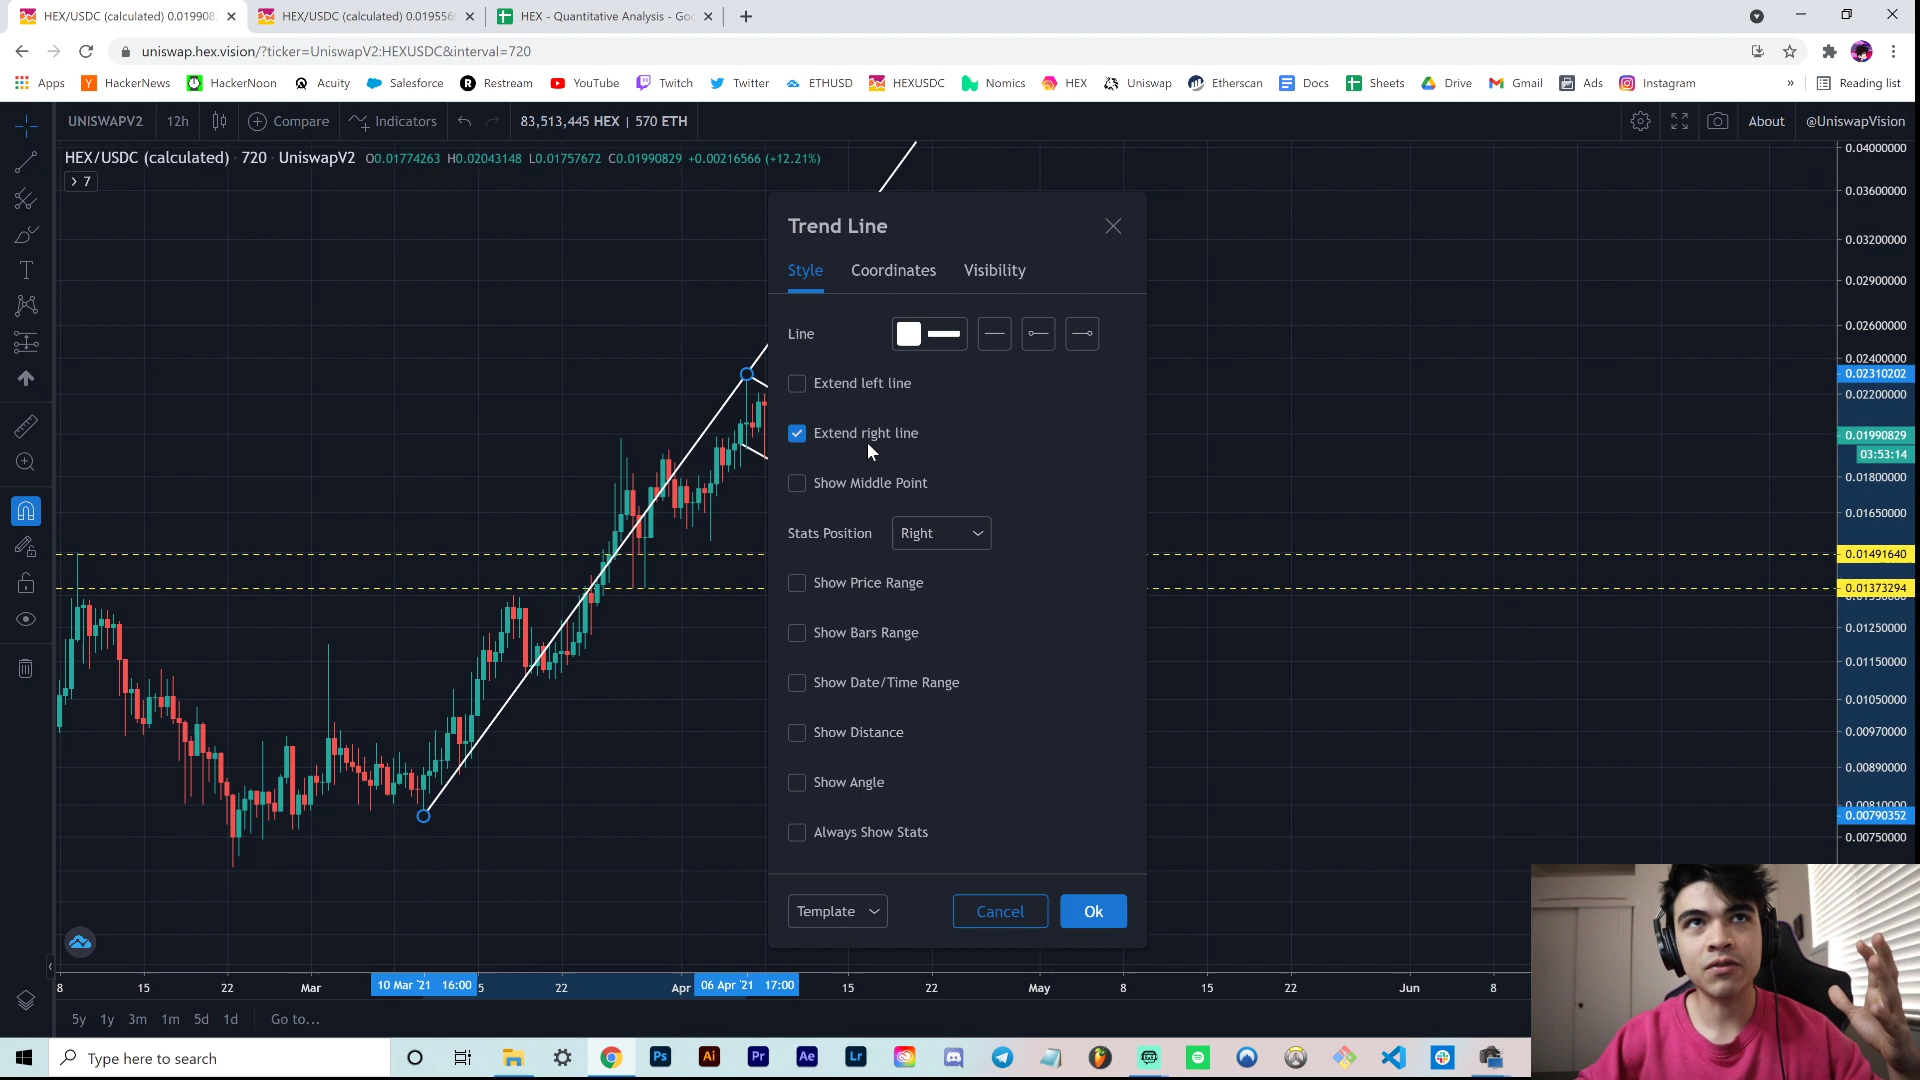 HEX/USDC (calculated) 0.019908
HEX/USDC (calculated) 0.019556
HEX - Quantitative Analysis - Goo
uniswap.hex.vision/?ticker=UniswapV2:HEXUSDC&interval=720
Apps HackerNews HackerNoon Acuity Salesforce Restream YouTube Twitch Twitter ETHUSD HEXUSDC Nomics HEX Uniswap Etherscan Docs Sheets Drive Gmail Ads Instagram » Reading list
UNISWAPV2 12h Compare Indicators 83,513,445 HEX | 570 ETH About @UniswapVision
HEX/USDC (calculated) · 720 · UniswapV2 O0.01774263 H0.02043148 L0.01757672 C0.01990829 +0.00216566 (+12.21%)
7
Trend Line
Style Coordinates Visibility
Line
Extend left line
Extend right line
Show Middle Point
Stats Position Right
Show Price Range
Show Bars Range
Show Date/Time Range
Show Distance
Show Angle
Always Show Stats
Template Cancel Ok
0.04000000
0.03600000
0.03200000
0.02900000
0.02600000
0.02400000
0.02310202
0.02200000
0.01990829
03:53:14
0.01800000
0.01650000
0.01491640
0.01373294
0.01250000
0.01150000
0.01050000
0.00970000
0.00890000
0.00810000
0.00790352
0.00750000
8 15 22 Mar 10 Mar '21 16:00 5 22 Apr 06 Apr '21 17:00 15 22 May 8 15 22 Jun 8
5y 1y 3m 1m 5d 1d Go to...
Type here to search
Ps Ai Pr Ae Lr